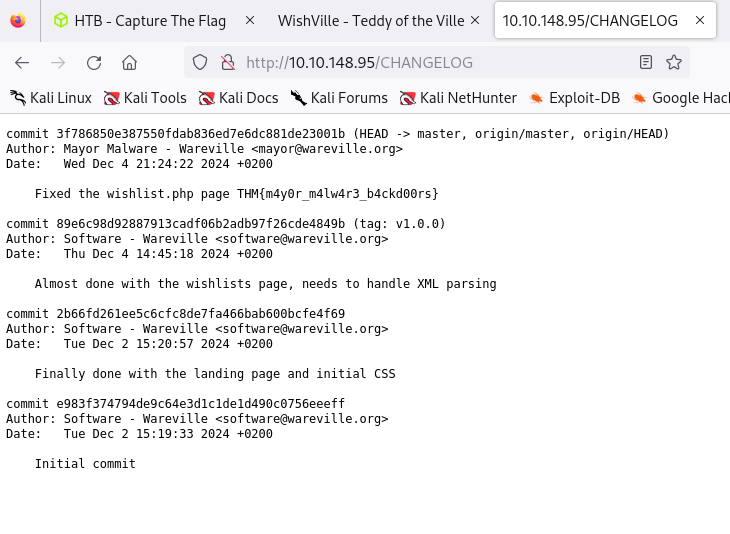 HTB - Capture The Flag
WishVille - Teddy of the Ville
10.10.148.95/CHANGELOG
http://10.10.148.95/CHANGELOG
Kali Linux
Kali Tools
Kali Docs
Kali Forums
Kali NetHunter
Exploit-DB
Google Hac
commit 3f786850e387550fdab836ed7e6dc881de23001b (HEAD -> master, origin/master, origin/HEAD)
Author: Mayor Malware - Wareville <mayor@wareville.org>
Date:   Wed Dec 4 21:24:22 2024 +0200
    Fixed the wishlist.php page THM{m4y0r_m4lw4r3_b4ckd00rs}
commit 89e6c98d92887913cadf06b2adb97f26cde4849b (tag: v1.0.0)
Author: Software - Wareville <software@wareville.org>
Date:   Thu Dec 4 14:45:18 2024 +0200
    Almost done with the wishlists page, needs to handle XML parsing
commit 2b66fd261ee5c6cfc8de7fa466bab600bcfe4f69
Author: Software - Wareville <software@wareville.org>
Date:   Tue Dec 2 15:20:57 2024 +0200
    Finally done with the landing page and initial CSS
commit e983f374794de9c64e3d1c1de1d490c0756eeeff
Author: Software - Wareville <software@wareville.org>
Date:   Tue Dec 2 15:19:33 2024 +0200
    Initial commit